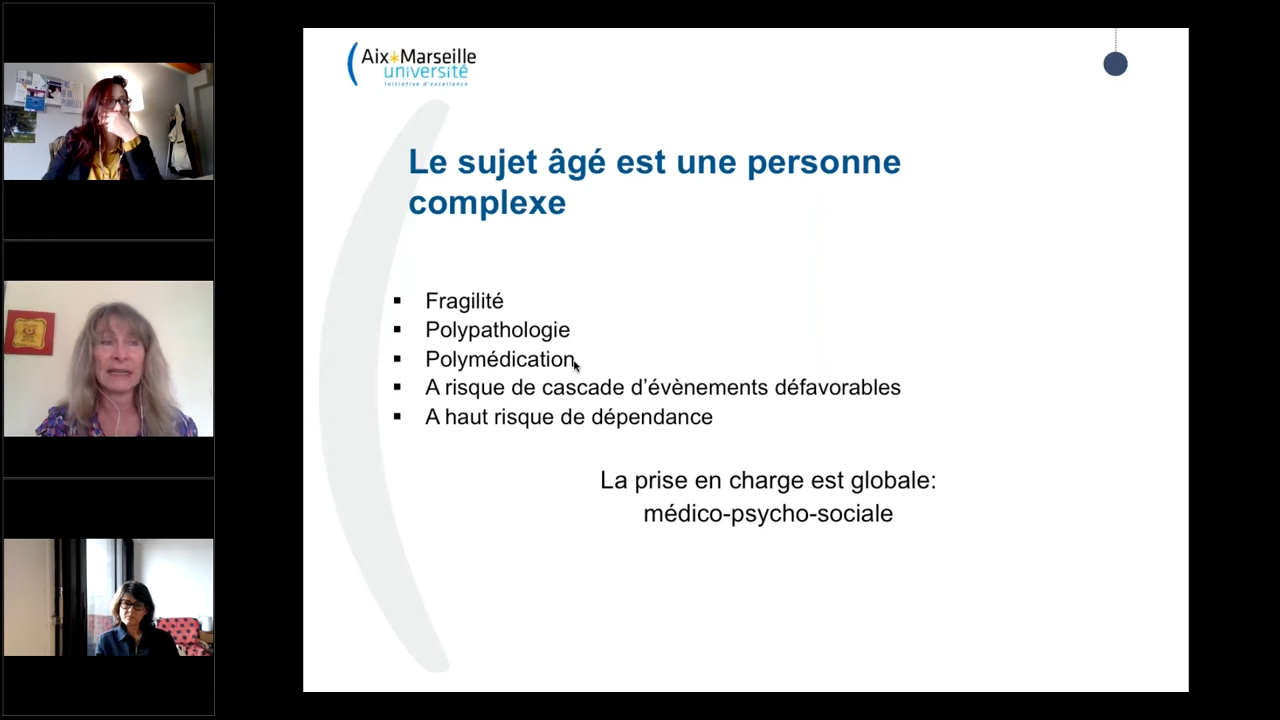 Aix Marseille
université
Initiative d'excellence
Le sujet âgé est une personne
complexe
Fragilité
Polypathologie
Polymédication
A risque de cascade d’évènements défavorables
A haut risque de dépendance
La prise en charge est globale:
médico-psycho-sociale